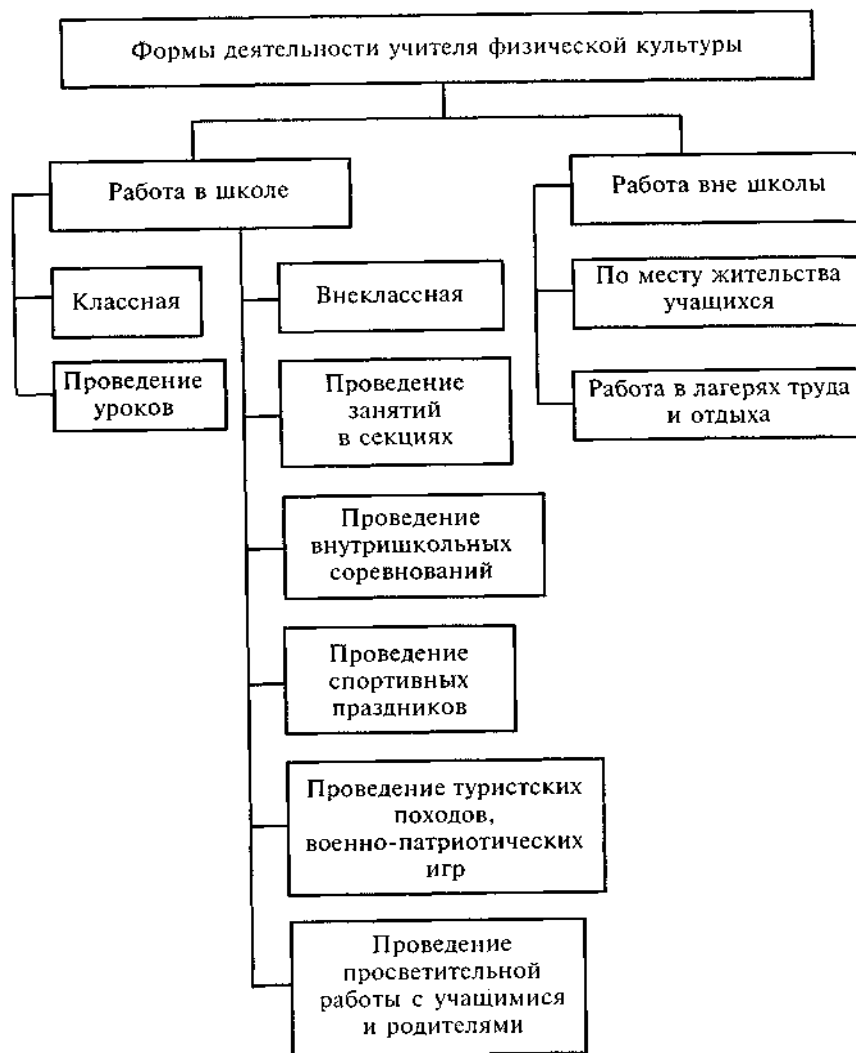 Формы деятельности учителя физической культуры
Работа в школе
Классная
Проведение
уроков
Внеклассная
Проведение
занятий
в секциях
Проведение
внутришкольных
соревнований
Проведение
спортивных
праздников
Проведение туристских
походов,
военно-патриотических
игр
Проведение
просветительной
работы с учащимися
и родителями
Работа вне школы
По месту жительства
учащихся
Работа в лагерях труда
и отдыха